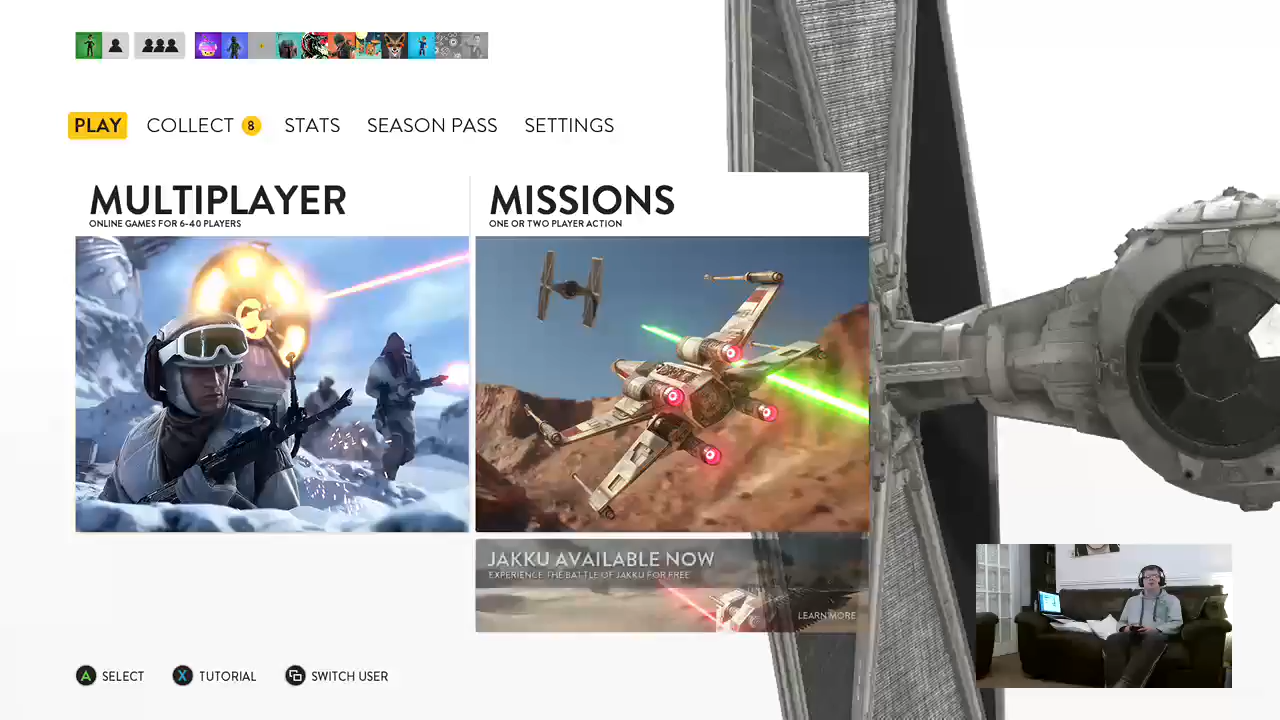 PLAY COLLECT 8 STATS SEASON PASS SETTINGS
MULTIPLAYER
ONLINE GAMES FOR 6-40 PLAYERS
MISSIONS
ONE OR TWO PLAYER ACTION
JAKKU AVAILABLE NOW
EXPERIENCE THE BATTLE OF JAKKU FOR FREE
LEARN MORE
A SELECT X TUTORIAL SWITCH USER